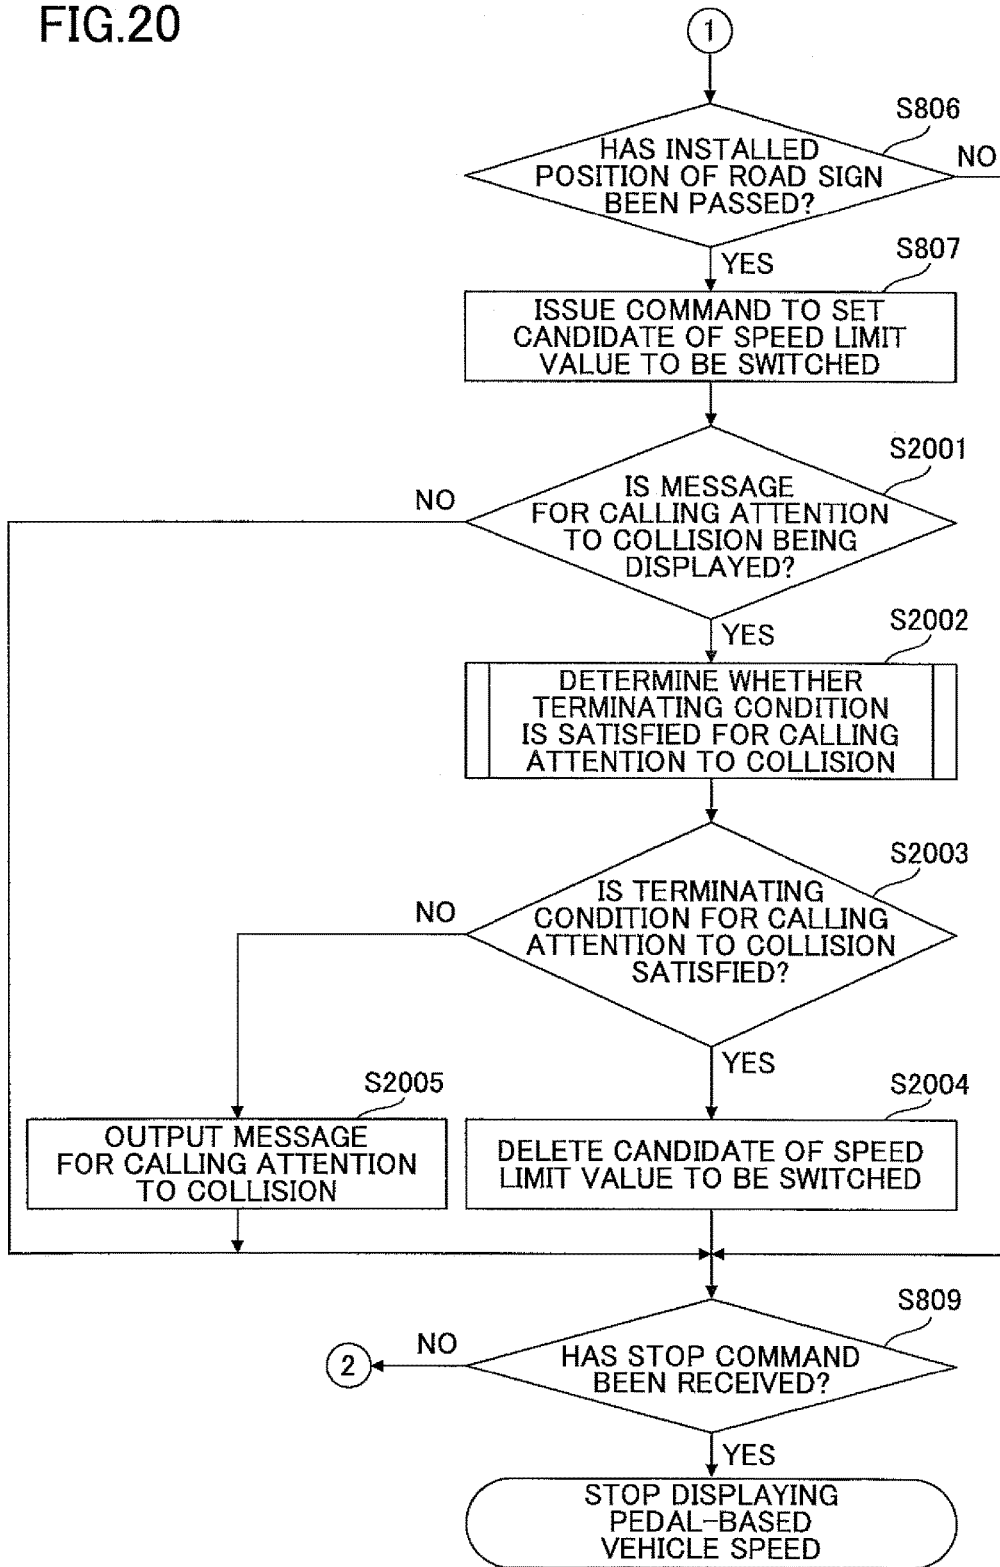 FIG.20
1
S806
HAS INSTALLED
POSITION OF ROAD SIGN
BEEN PASSED?
NO
YES
S807
ISSUE COMMAND TO SET
CANDIDATE OF SPEED LIMIT
VALUE TO BE SWITCHED
S2001
NO
IS MESSAGE
FOR CALLING ATTENTION
TO COLLISION BEING
DISPLAYED?
YES
S2002
DETERMINE WHETHER
TERMINATING CONDITION
IS SATISFIED FOR CALLING
ATTENTION TO COLLISION
S2003
NO
IS TERMINATING
CONDITION FOR CALLING
ATTENTION TO COLLISION
SATISFIED?
YES
S2005
OUTPUT MESSAGE
FOR CALLING ATTENTION
TO COLLISION
S2004
DELETE CANDIDATE OF SPEED
LIMIT VALUE TO BE SWITCHED
S809
2
NO
HAS STOP COMMAND
BEEN RECEIVED?
YES
STOP DISPLAYING
PEDAL-BASED
VEHICLE SPEED